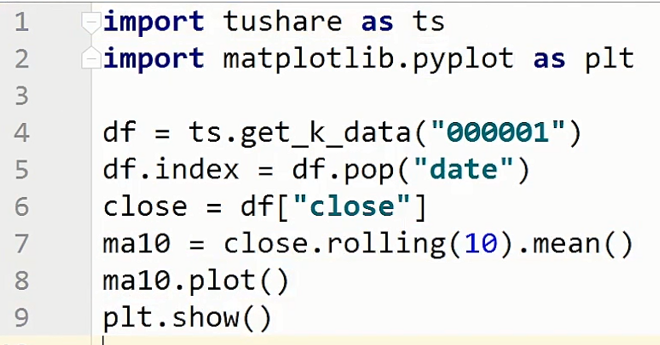 1 import tushare as ts
2 import matplotlib.pyplot as plt
3
4 df = ts.get_k_data("000001")
5 df.index = df.pop("date")
6 close = df["close"]
7 ma10 = close.rolling(10).mean()
8 ma10.plot()
9 plt.show()